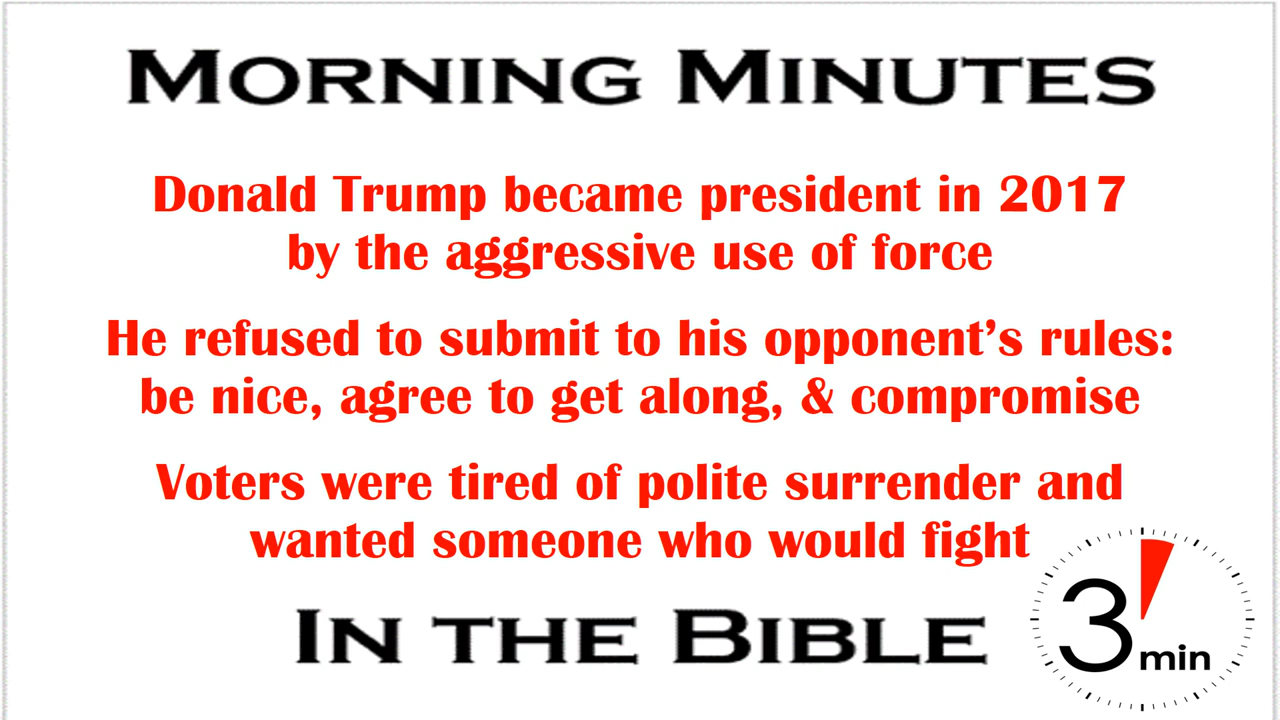 MORNING MINUTES
Donald Trump became president in 2017
by the aggressive use of force
He refused to submit to his opponent’s rules:
be nice, agree to get along, & compromise
Voters were tired of polite surrender and
wanted someone who would fight
IN THE BIBLE
3 min